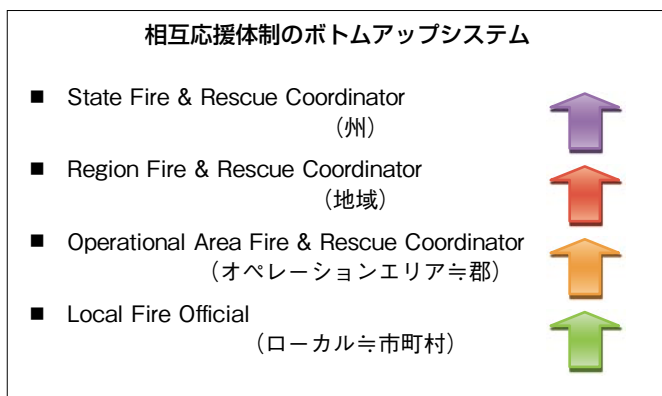 相互応援体制のボトムアップシステム
■ State Fire & Rescue Coordinator
（州）
■ Region Fire & Rescue Coordinator
（地域）
■ Operational Area Fire & Rescue Coordinator
（オペレーションエリア≒郡）
■ Local Fire Official
（ローカル≒市町村）